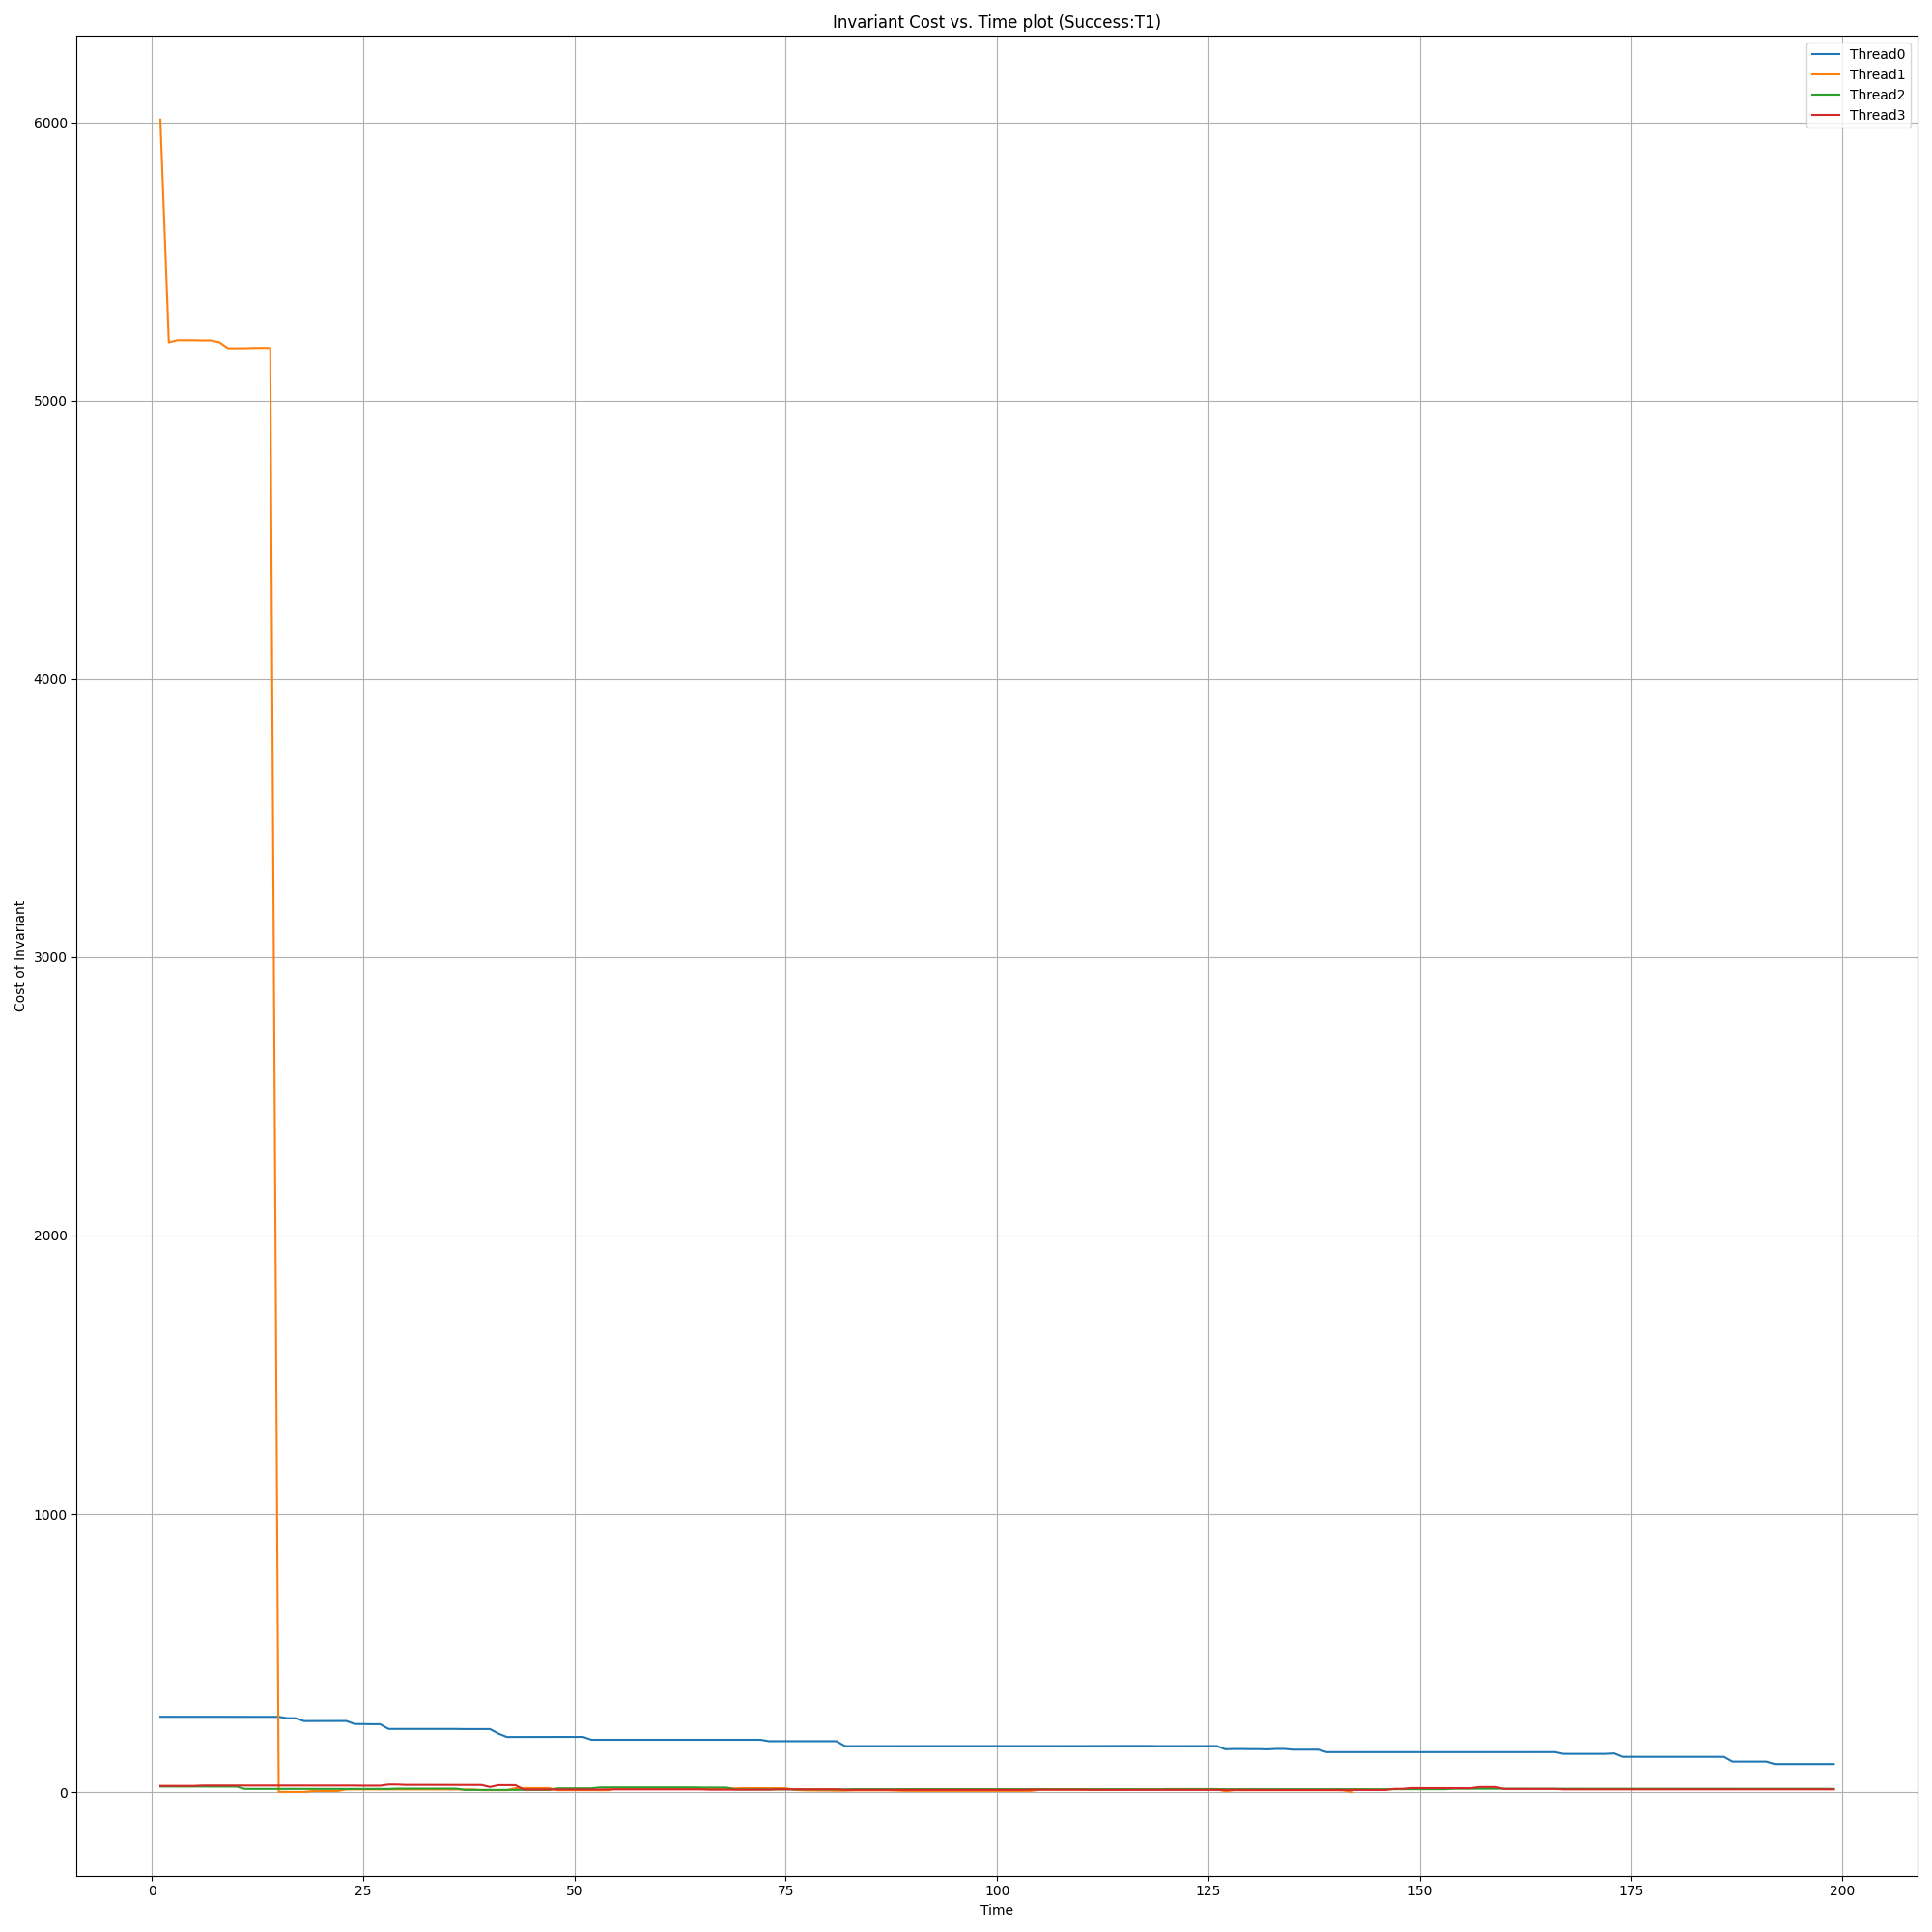 Invariant Cost vs. Time plot (Success:T1)
Thread0
Thread1
Thread2
Thread3
6000
5000
4000
3000
2000
1000
0
Cost of Invariant
0 25 50 75 100 125 150 175 200
Time